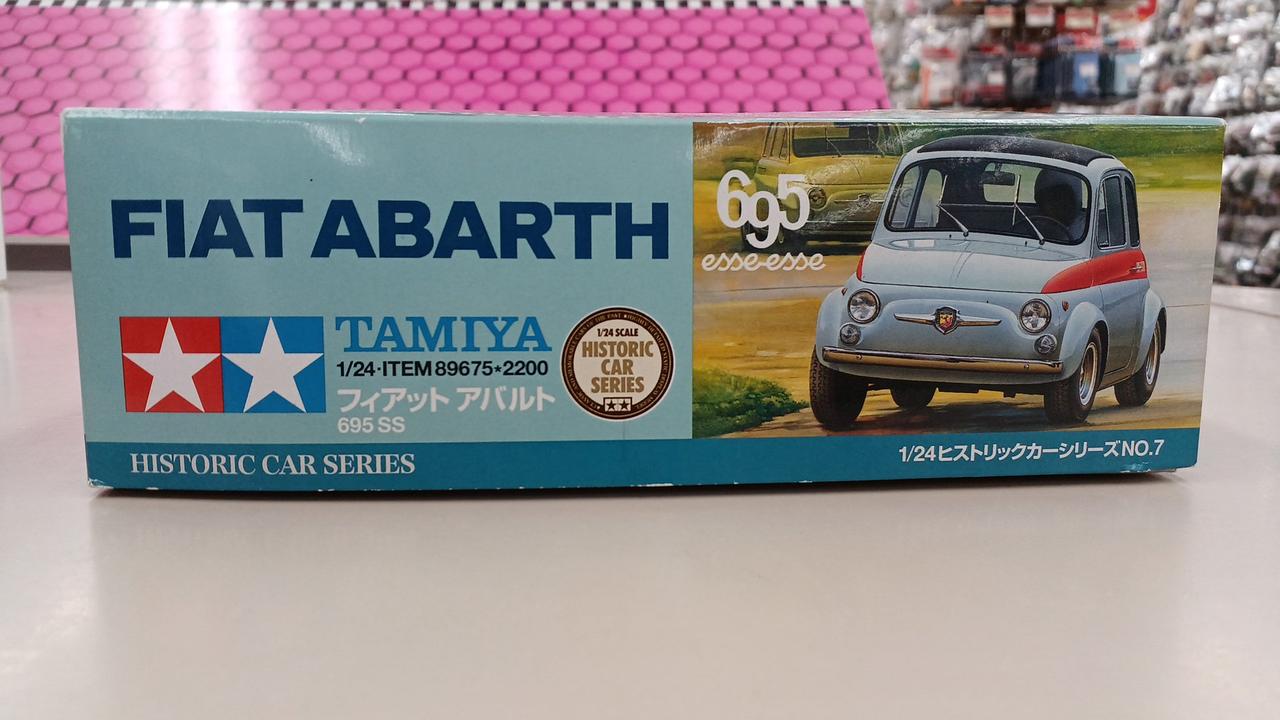 FIAT ABARTH
TAMIYA
1/24・ITEM 89675★2200
フィアット アバルト
695 SS
1/24 SCALE
HISTORIC
CAR
SERIES
695
esse-esse
HISTORIC CAR SERIES
1/24ヒストリックカーシリーズNO.7